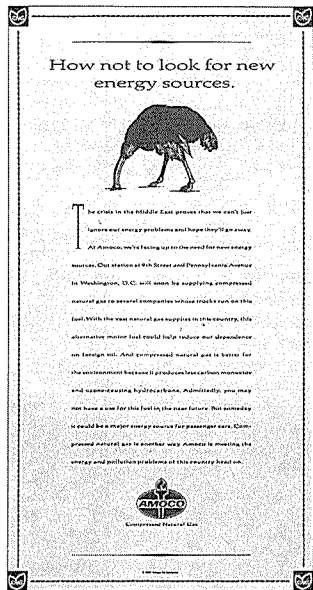 How not to look for new
energy sources.
The crisis in the Middle East proves that we can't just
ignore our energy problems and hope they'll go away.
At Amoco, we're facing up to the need for new energy
sources. Our station at 9th Street and Pennsylvania Avenue
in Washington, D.C. will soon be supplying compressed
natural gas to several companies whose trucks run on this
fuel. With the vast natural gas supplies in this country, this
alternative motor fuel could help reduce our dependence
on foreign oil. And compressed natural gas is better for
the environment because it produces less carbon monoxide
and ozone-causing hydrocarbons. Admittedly, you may
not have a use for this fuel in the near future. But someday
it could be a major energy source for passenger cars. Com-
pressed natural gas is another way Amoco is meeting the
energy and pollution problems of this country head on.
AMOCO
Compressed Natural Gas